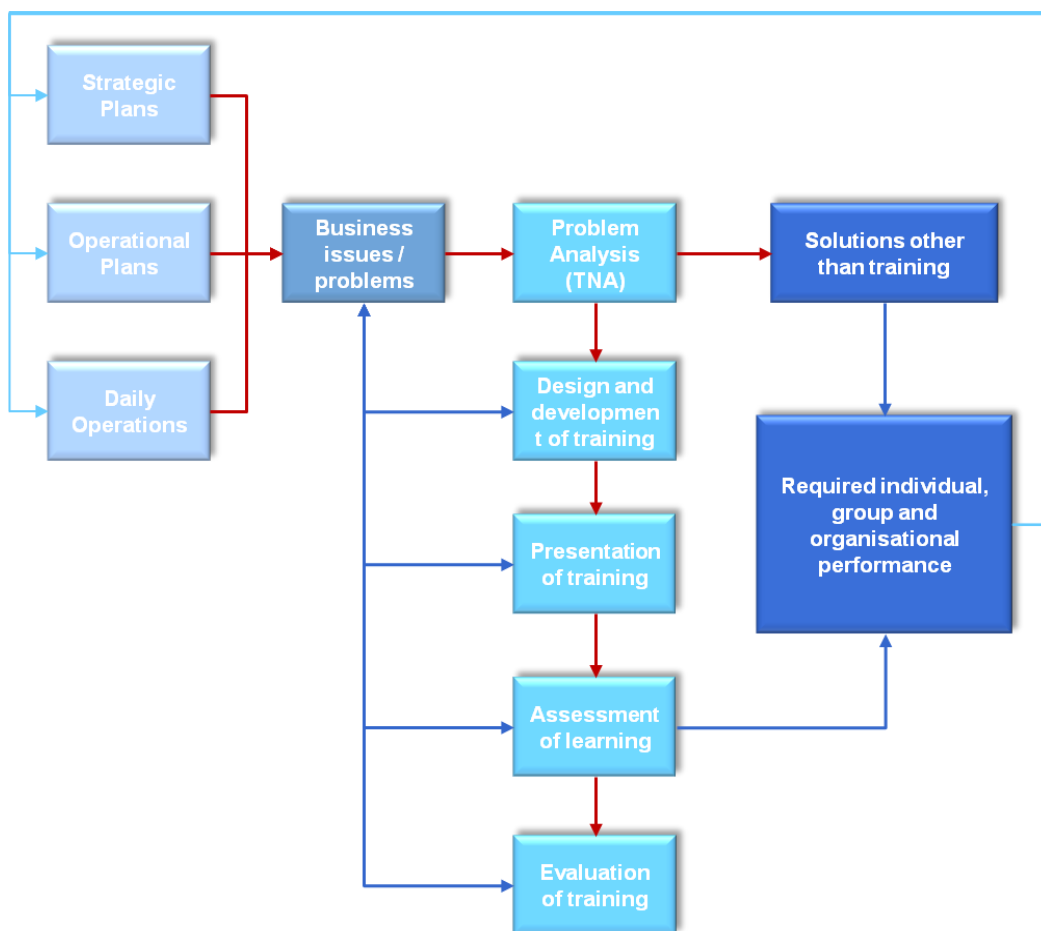 Strategic
Plans
Operational
Plans
Daily
Operations
Business
issues /
problems
Problem
Analysis
(TNA)
Solutions other
than training
Design and
developmen
t of training
Presentation
of training
Assessment
of learning
Evaluation
of training
Required individual,
group and
organisational
performance